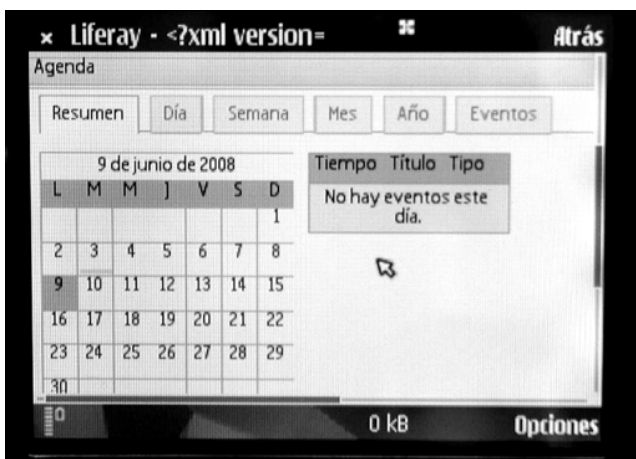 × Liferay - <?xml version= Atrás
Agenda
Resumen Día Semana Mes Año Eventos
9 de junio de 2008
L M M J V S D
1
2 3 4 5 6 7 8
9 10 11 12 13 14 15
16 17 18 19 20 21 22
23 24 25 26 27 28 29
30
Tiempo Título Tipo
No hay eventos este
día.
0 0 kB Opciones